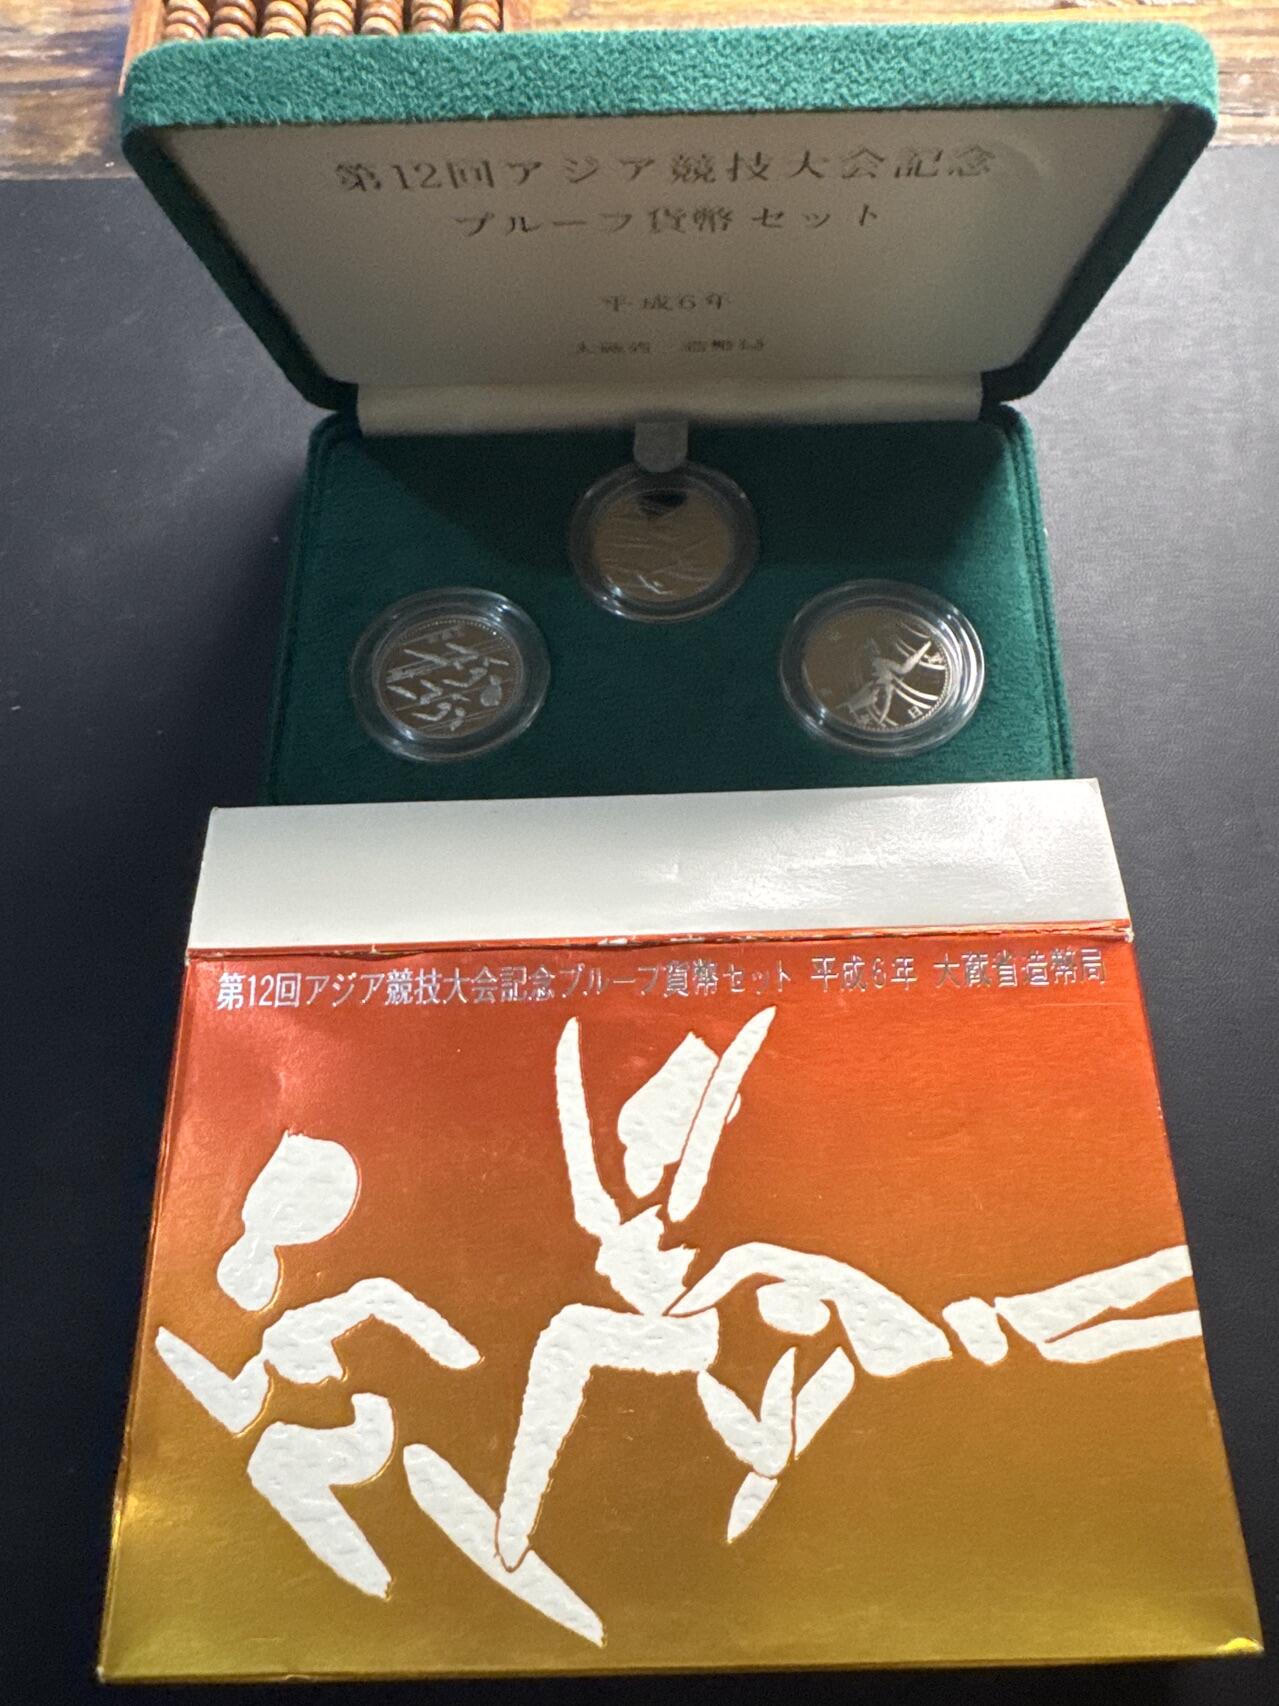 第12回アジア競技大会記念
プルーフ貨幣セット
平成6年
大蔵省 造幣局
第12回アジア競技大会記念プルーフ貨幣セット 平成6年 大蔵省造幣局